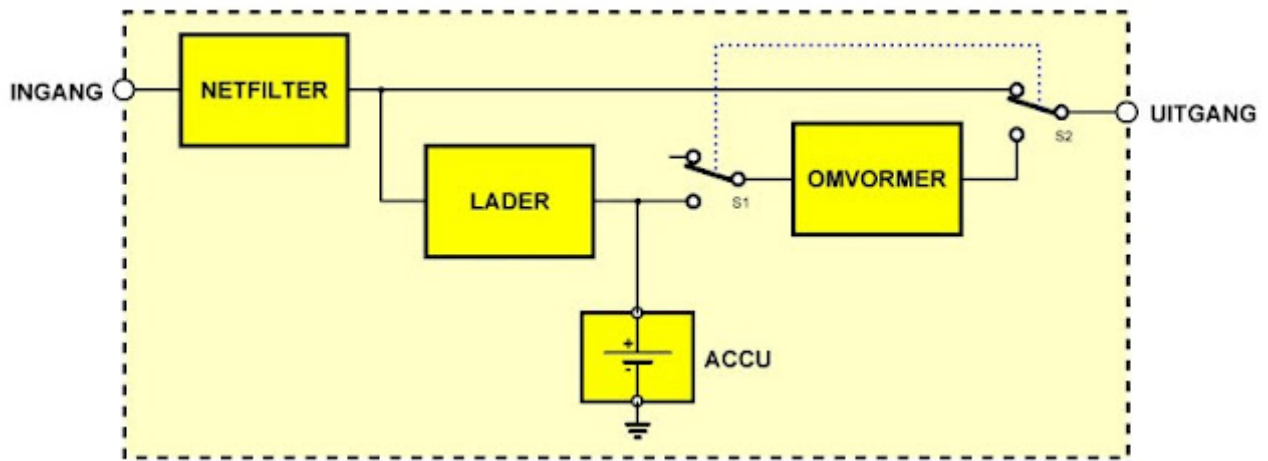 INGANG
NETFILTER
UITGANG
S2
LADER
S1
OMVORMER
+
-
ACCU